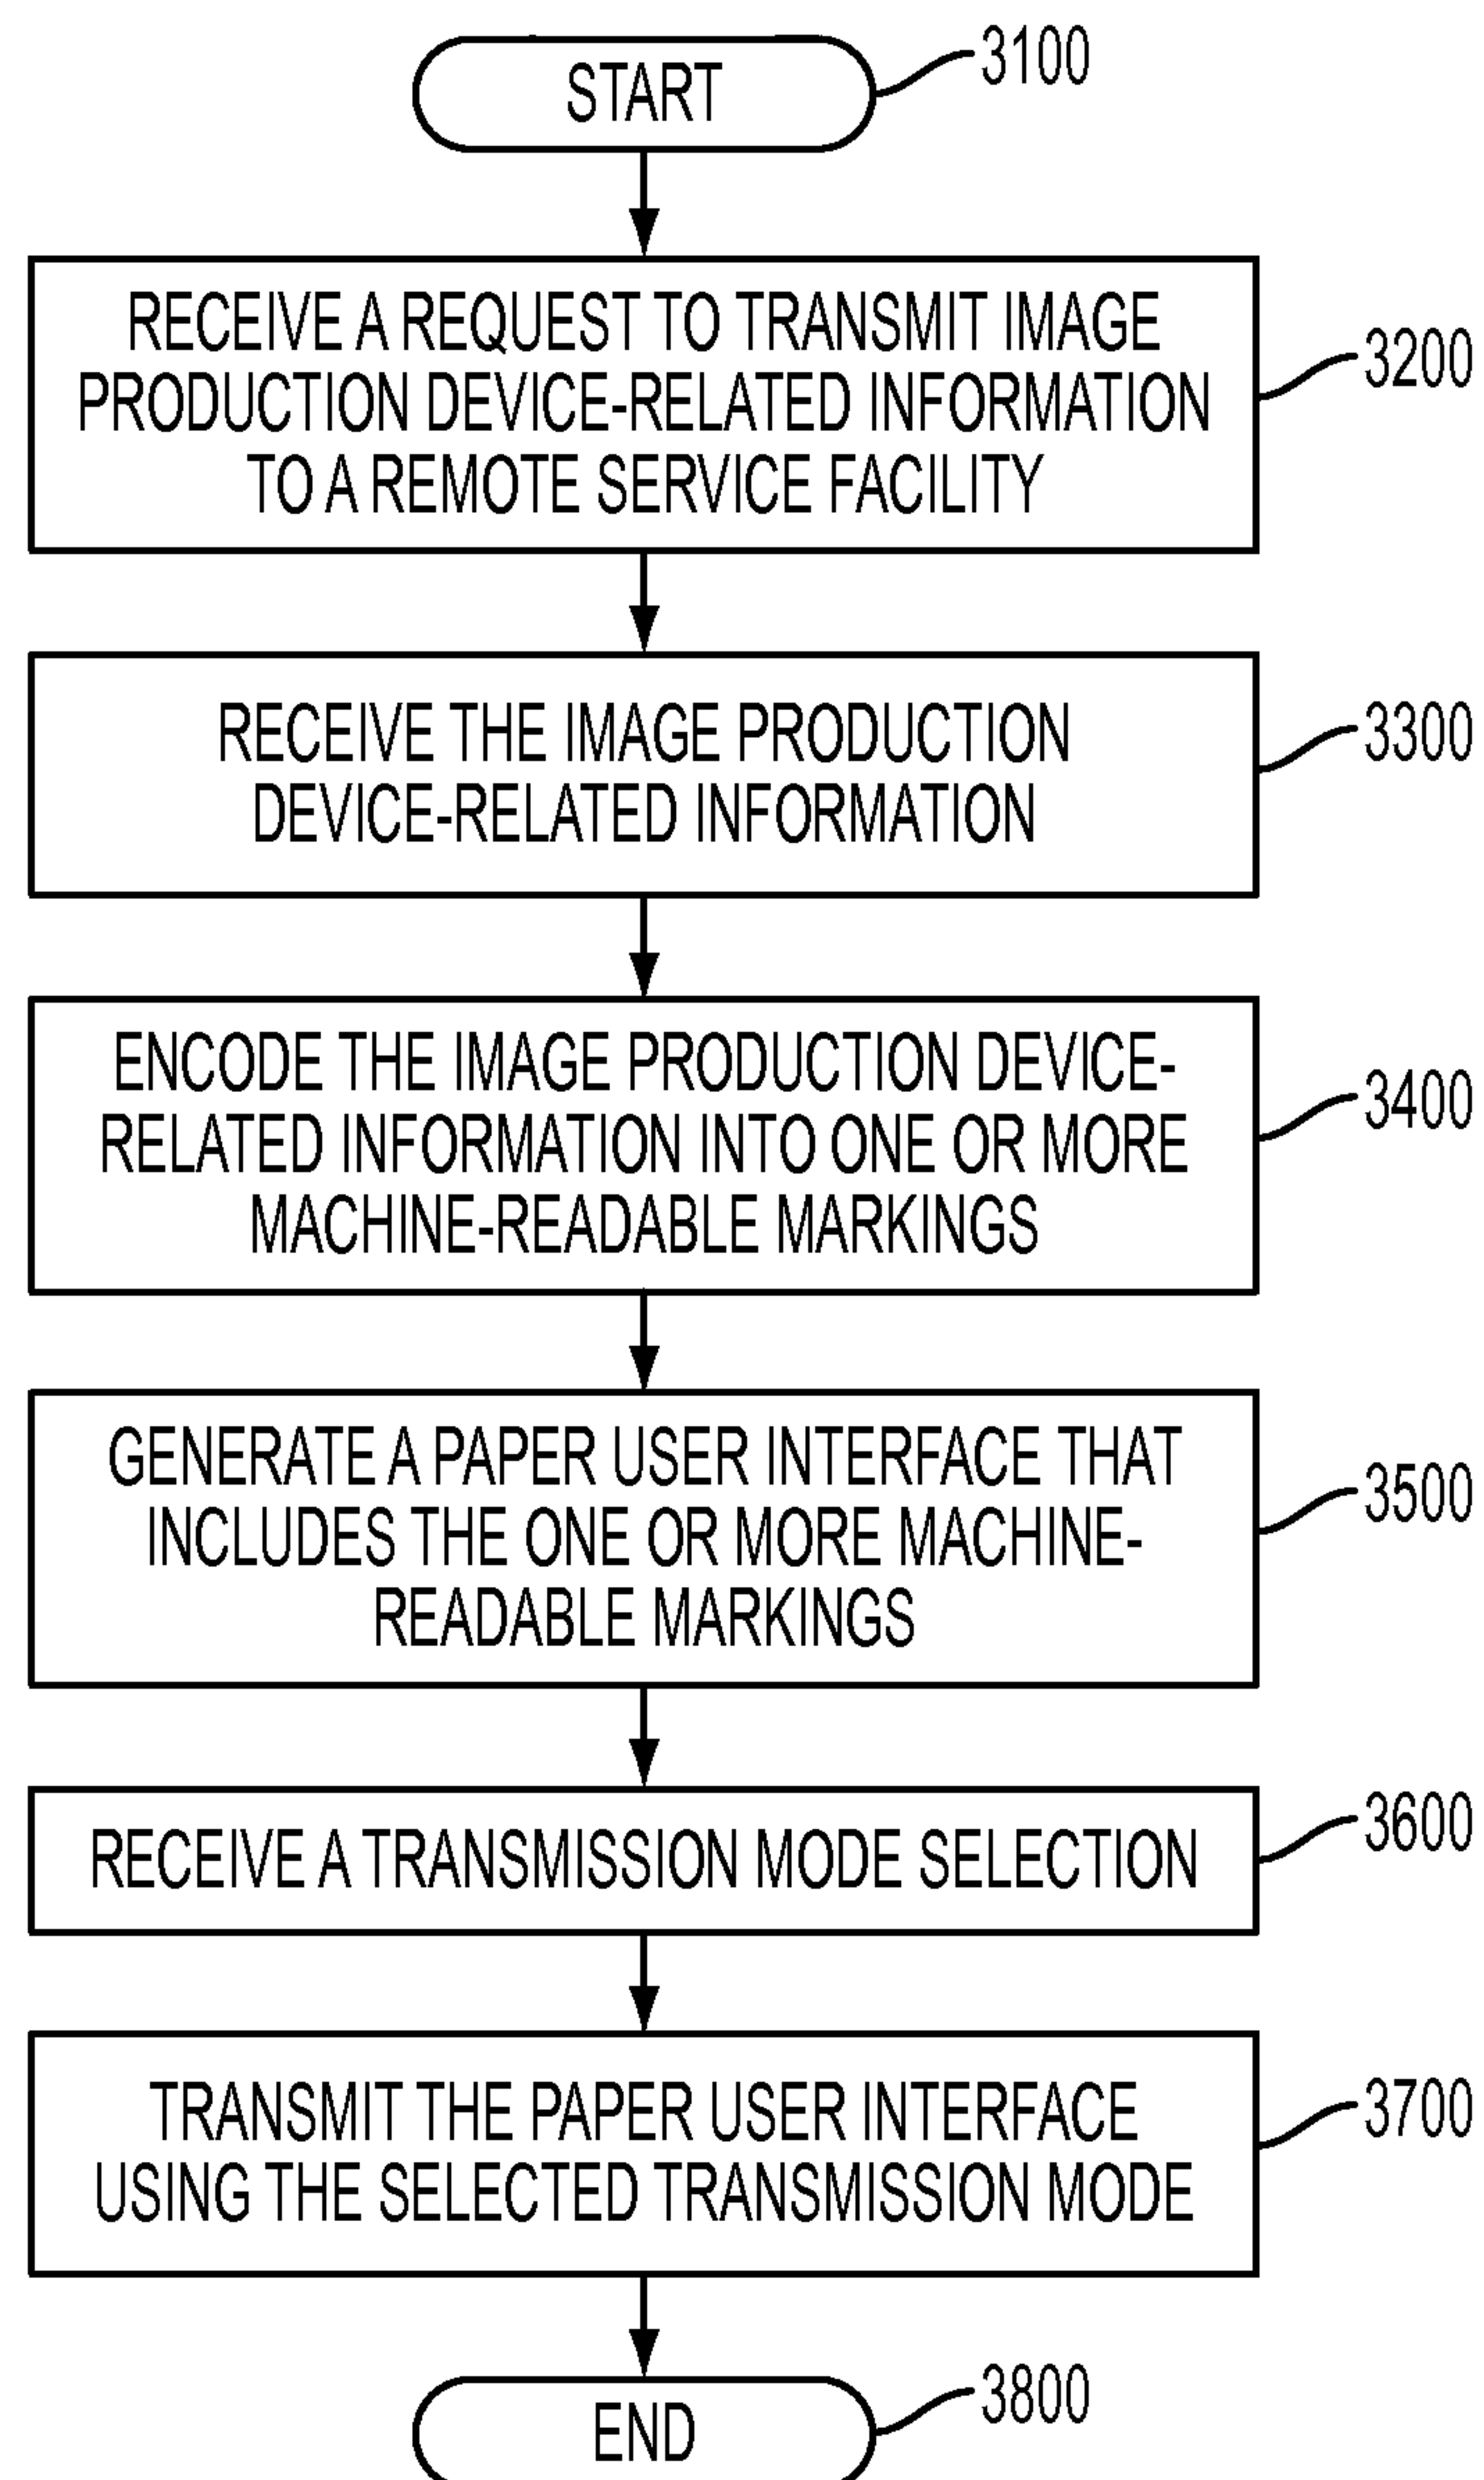 START
3100
RECEIVE A REQUEST TO TRANSMIT IMAGE
PRODUCTION DEVICE-RELATED INFORMATION
TO A REMOTE SERVICE FACILITY
3200
RECEIVE THE IMAGE PRODUCTION
DEVICE-RELATED INFORMATION
3300
ENCODE THE IMAGE PRODUCTION DEVICE-
RELATED INFORMATION INTO ONE OR MORE
MACHINE-READABLE MARKINGS
3400
GENERATE A PAPER USER INTERFACE THAT
INCLUDES THE ONE OR MORE MACHINE-
READABLE MARKINGS
3500
RECEIVE A TRANSMISSION MODE SELECTION
3600
TRANSMIT THE PAPER USER INTERFACE
USING THE SELECTED TRANSMISSION MODE
3700
END
3800